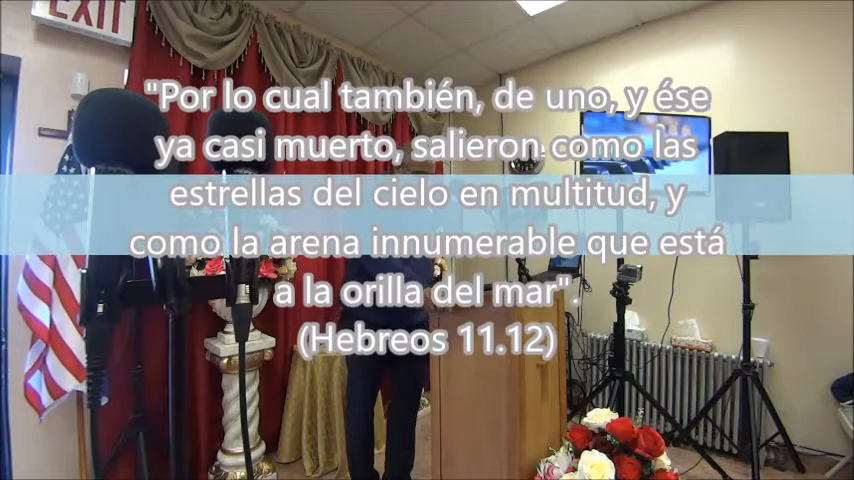 EXIT
"Por lo cual también, de uno, y ése
ya casi muerto, salieron como las
estrellas del cielo en multitud, y
como la arena innumerable que está
a la orilla del mar".
(Hebreos 11.12)